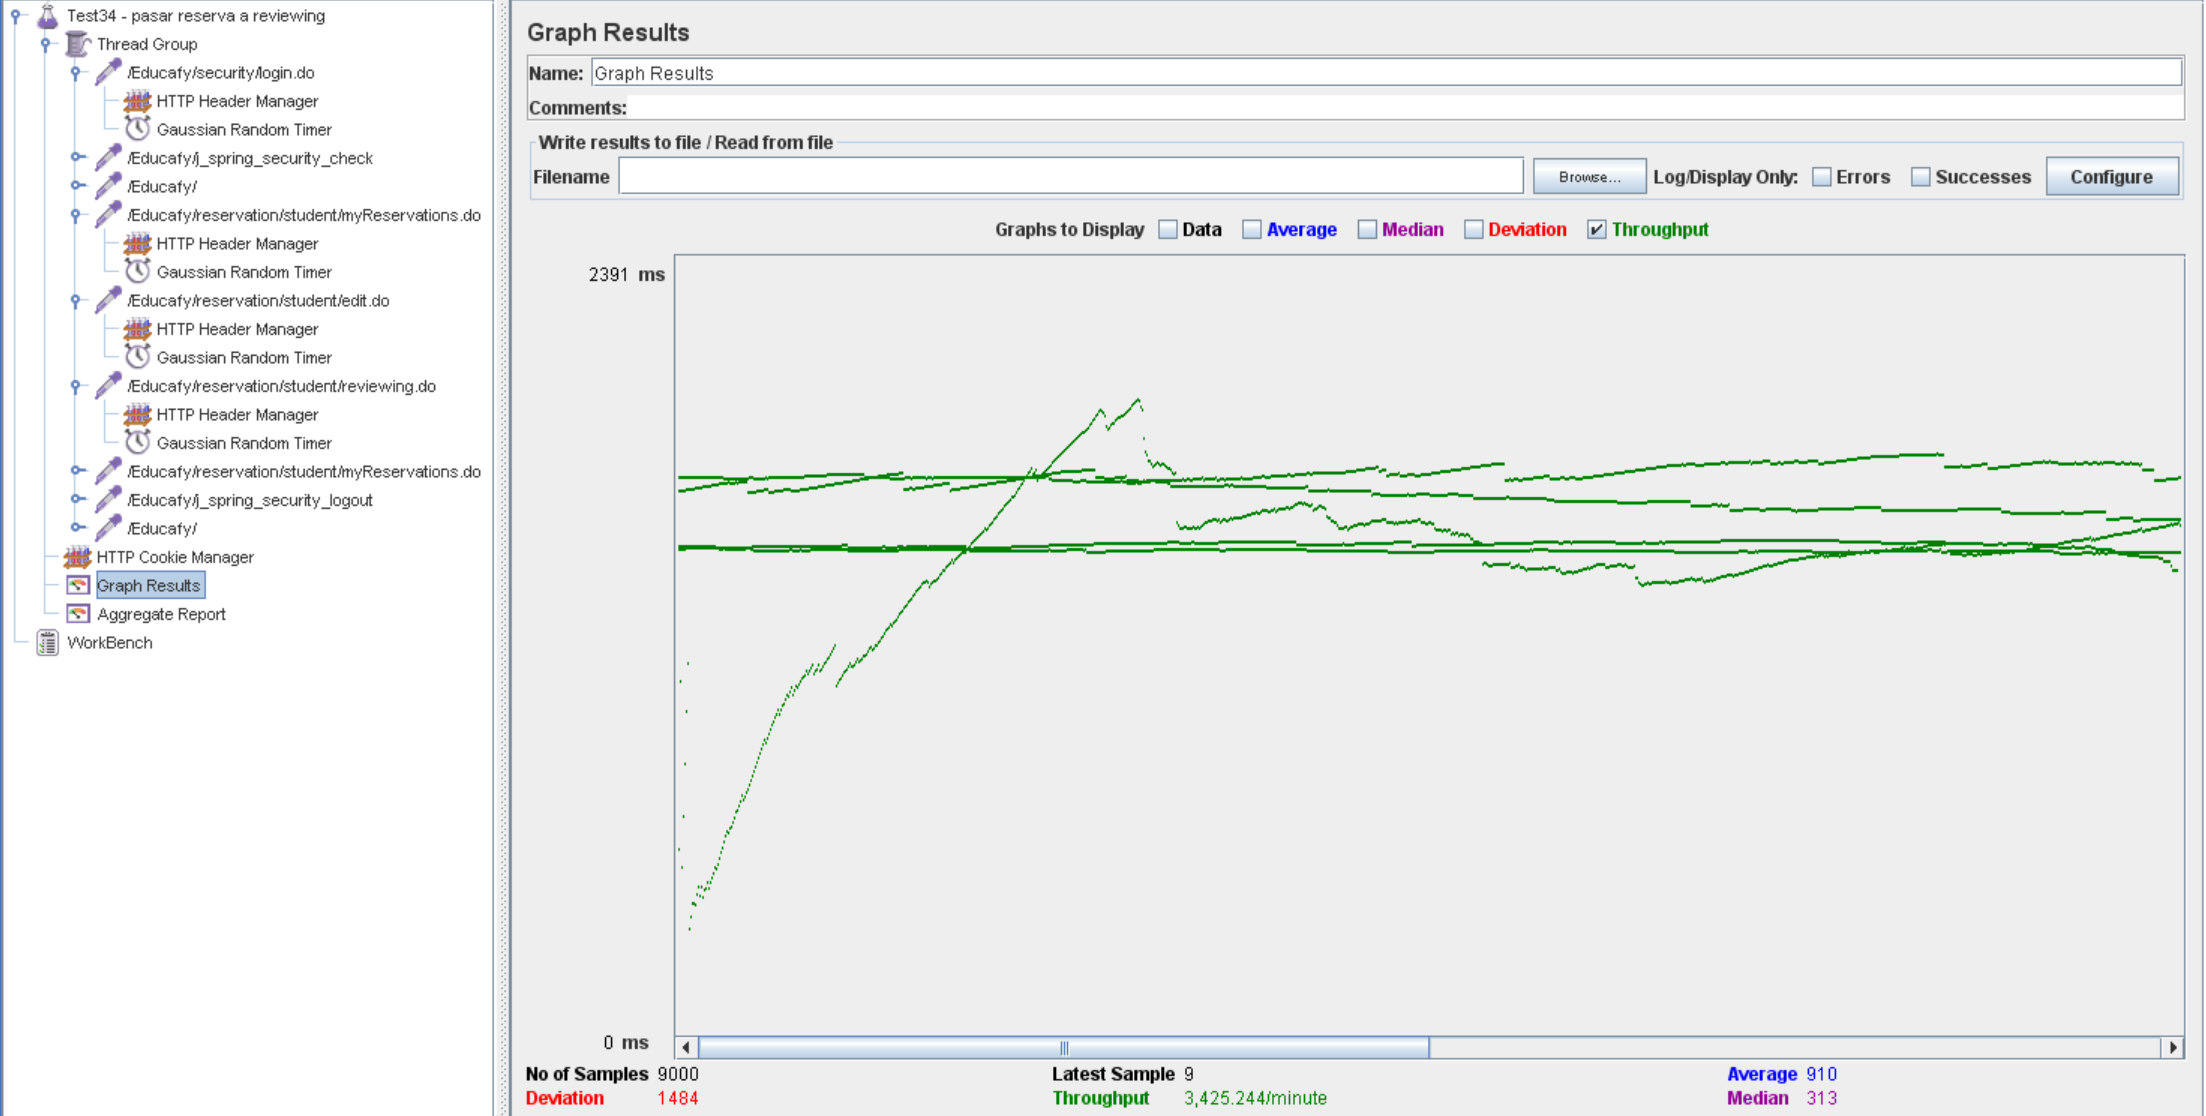 Test34 - pasar reserva a reviewing
Thread Group
/Educafy/security/login.do
HTTP Header Manager
Gaussian Random Timer
/Educafy/j_spring_security_check
/Educafy/
/Educafy/reservation/student/myReservations.do
HTTP Header Manager
Gaussian Random Timer
/Educafy/reservation/student/edit.do
HTTP Header Manager
Gaussian Random Timer
/Educafy/reservation/student/reviewing.do
HTTP Header Manager
Gaussian Random Timer
/Educafy/reservation/student/myReservations.do
/Educafy/j_spring_security_logout
/Educafy/
HTTP Cookie Manager
Graph Results
Aggregate Report
WorkBench
Graph Results
Name: Graph Results
Comments:
Write results to file / Read from file
Filename Browse... Log/Display Only: Errors Successes Configure
Graphs to Display Data Average Median Deviation Throughput
2391 ms
0 ms
No of Samples 9000 Latest Sample 9 Average 910
Deviation 1484 Throughput 3,425.244/minute Median 313